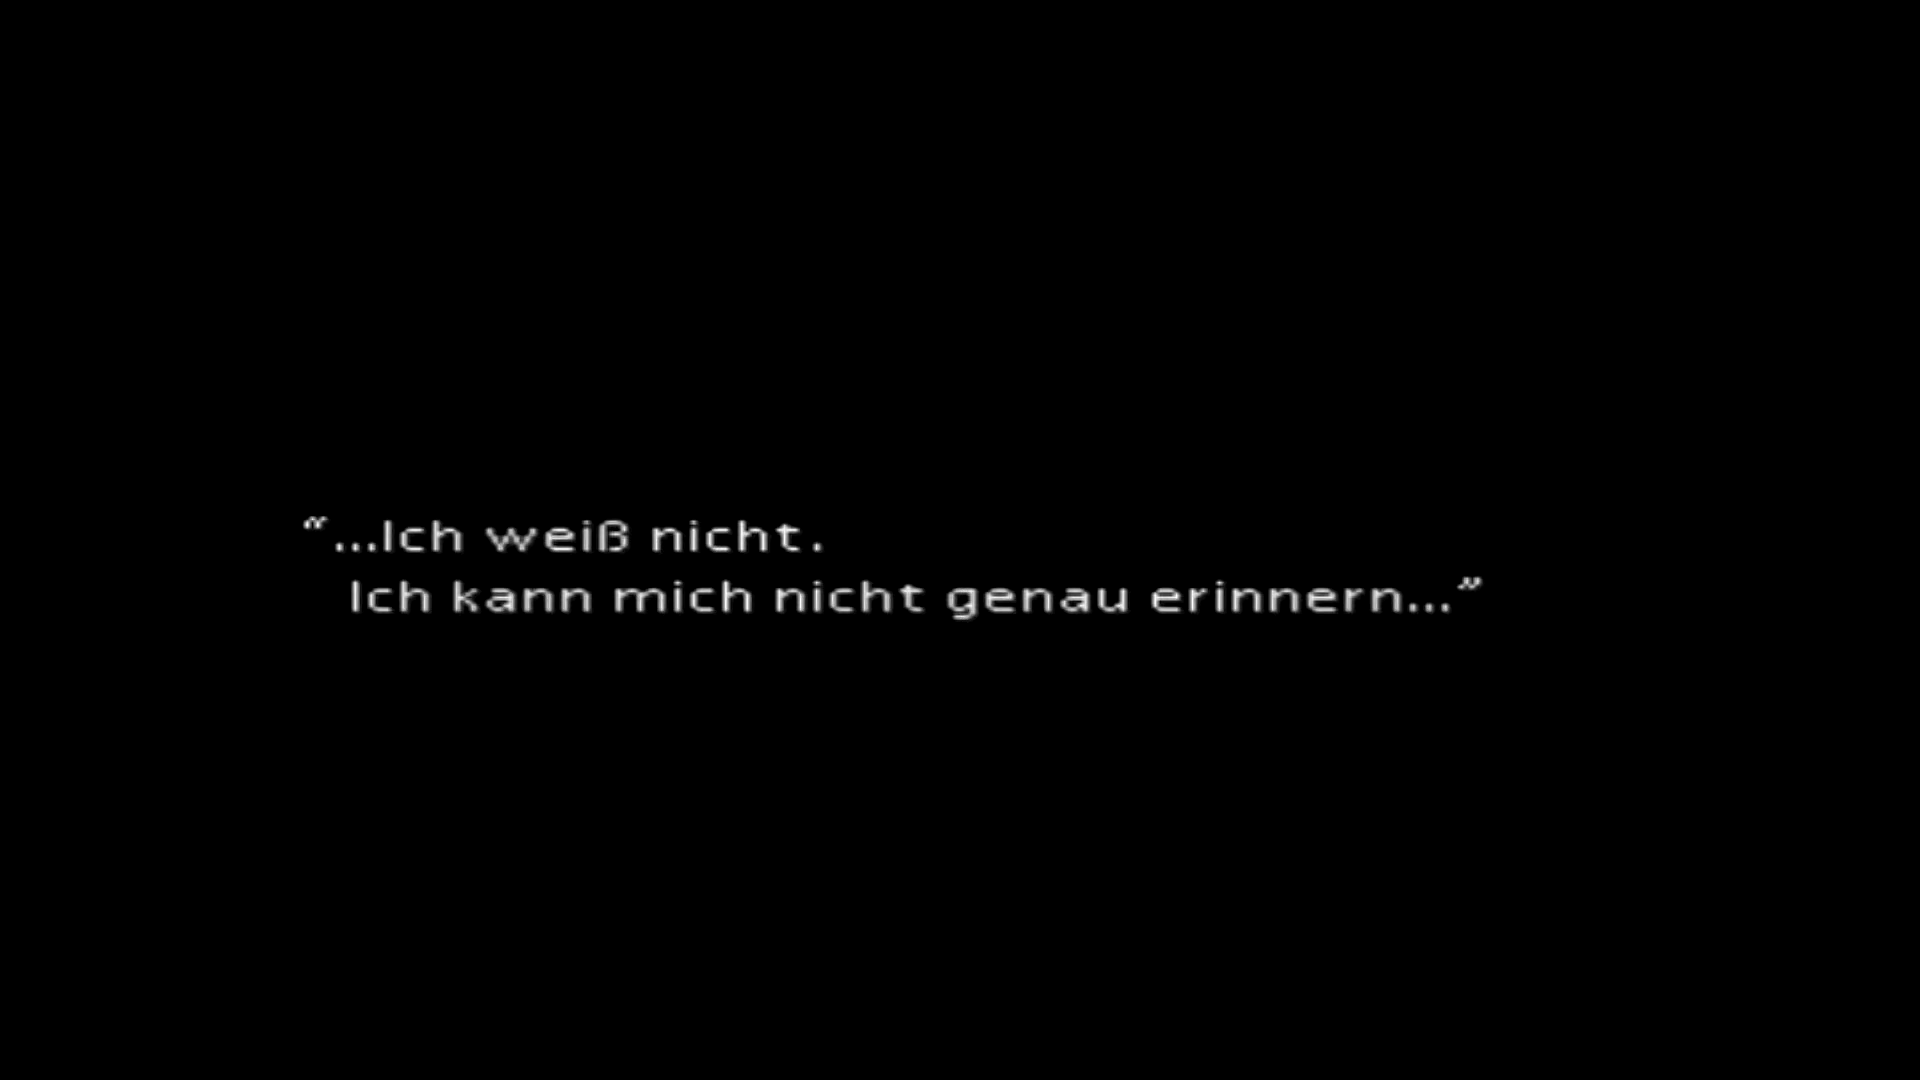 “...Ich weiß nicht.
Ich kann mich nicht genau erinnern...”